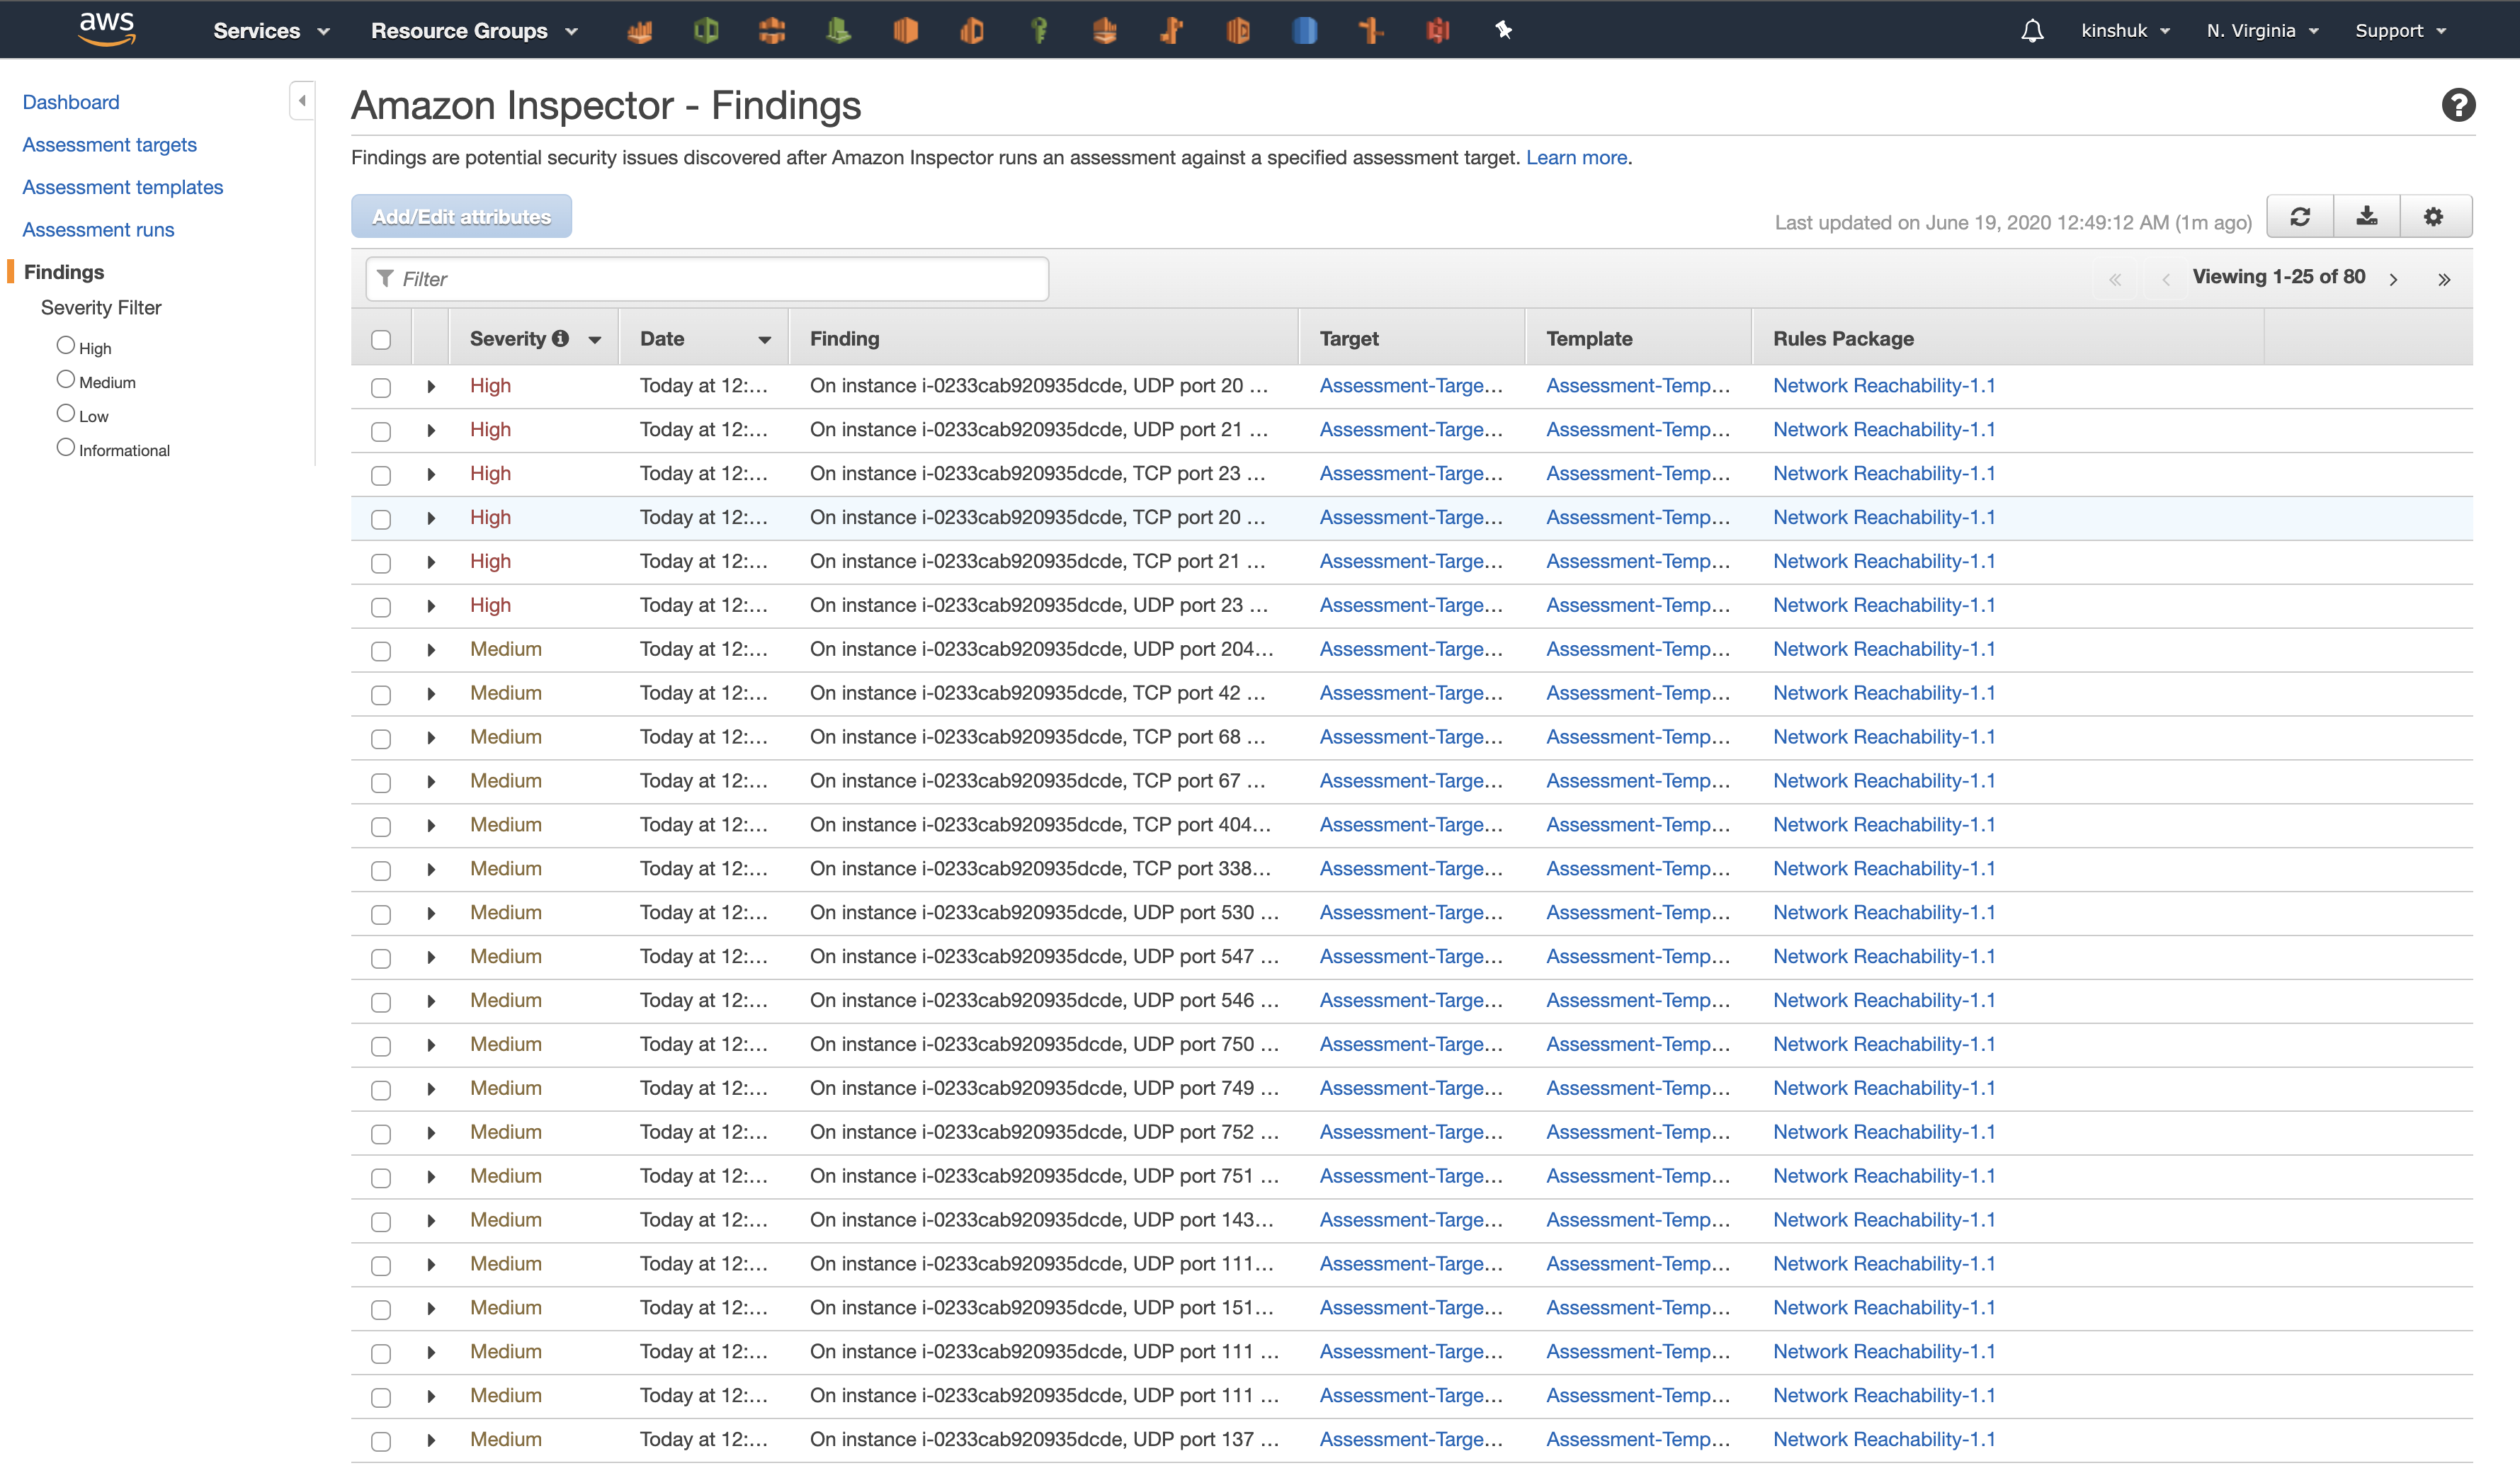 aws Services Resource Groups kinshuk N. Virginia Support
Dashboard
Assessment targets
Assessment templates
Assessment runs
Findings
Severity Filter
High
Medium
Low
Informational
Amazon Inspector - Findings
Findings are potential security issues discovered after Amazon Inspector runs an assessment against a specified assessment target. Learn more.
Add/Edit attributes
Last updated on June 19, 2020 12:49:12 AM (1m ago)
Filter
Viewing 1-25 of 80
Severity Date Finding Target Template Rules Package
High Today at 12:... On instance i-0233cab920935dcde, UDP port 20 ... Assessment-Targe... Assessment-Temp... Network Reachability-1.1
High Today at 12:... On instance i-0233cab920935dcde, UDP port 21 ... Assessment-Targe... Assessment-Temp... Network Reachability-1.1
High Today at 12:... On instance i-0233cab920935dcde, TCP port 23 ... Assessment-Targe... Assessment-Temp... Network Reachability-1.1
High Today at 12:... On instance i-0233cab920935dcde, TCP port 20 ... Assessment-Targe... Assessment-Temp... Network Reachability-1.1
High Today at 12:... On instance i-0233cab920935dcde, TCP port 21 ... Assessment-Targe... Assessment-Temp... Network Reachability-1.1
High Today at 12:... On instance i-0233cab920935dcde, UDP port 23 ... Assessment-Targe... Assessment-Temp... Network Reachability-1.1
Medium Today at 12:... On instance i-0233cab920935dcde, UDP port 204... Assessment-Targe... Assessment-Temp... Network Reachability-1.1
Medium Today at 12:... On instance i-0233cab920935dcde, TCP port 42 ... Assessment-Targe... Assessment-Temp... Network Reachability-1.1
Medium Today at 12:... On instance i-0233cab920935dcde, TCP port 68 ... Assessment-Targe... Assessment-Temp... Network Reachability-1.1
Medium Today at 12:... On instance i-0233cab920935dcde, TCP port 67 ... Assessment-Targe... Assessment-Temp... Network Reachability-1.1
Medium Today at 12:... On instance i-0233cab920935dcde, TCP port 404... Assessment-Targe... Assessment-Temp... Network Reachability-1.1
Medium Today at 12:... On instance i-0233cab920935dcde, TCP port 338... Assessment-Targe... Assessment-Temp... Network Reachability-1.1
Medium Today at 12:... On instance i-0233cab920935dcde, UDP port 530 ... Assessment-Targe... Assessment-Temp... Network Reachability-1.1
Medium Today at 12:... On instance i-0233cab920935dcde, UDP port 547 ... Assessment-Targe... Assessment-Temp... Network Reachability-1.1
Medium Today at 12:... On instance i-0233cab920935dcde, UDP port 546 ... Assessment-Targe... Assessment-Temp... Network Reachability-1.1
Medium Today at 12:... On instance i-0233cab920935dcde, UDP port 750 ... Assessment-Targe... Assessment-Temp... Network Reachability-1.1
Medium Today at 12:... On instance i-0233cab920935dcde, UDP port 749 ... Assessment-Targe... Assessment-Temp... Network Reachability-1.1
Medium Today at 12:... On instance i-0233cab920935dcde, UDP port 752 ... Assessment-Targe... Assessment-Temp... Network Reachability-1.1
Medium Today at 12:... On instance i-0233cab920935dcde, UDP port 751 ... Assessment-Targe... Assessment-Temp... Network Reachability-1.1
Medium Today at 12:... On instance i-0233cab920935dcde, UDP port 143... Assessment-Targe... Assessment-Temp... Network Reachability-1.1
Medium Today at 12:... On instance i-0233cab920935dcde, UDP port 111... Assessment-Targe... Assessment-Temp... Network Reachability-1.1
Medium Today at 12:... On instance i-0233cab920935dcde, UDP port 151... Assessment-Targe... Assessment-Temp... Network Reachability-1.1
Medium Today at 12:... On instance i-0233cab920935dcde, UDP port 111 ... Assessment-Targe... Assessment-Temp... Network Reachability-1.1
Medium Today at 12:... On instance i-0233cab920935dcde, UDP port 111 ... Assessment-Targe... Assessment-Temp... Network Reachability-1.1
Medium Today at 12:... On instance i-0233cab920935dcde, UDP port 137 ... Assessment-Targe... Assessment-Temp... Network Reachability-1.1